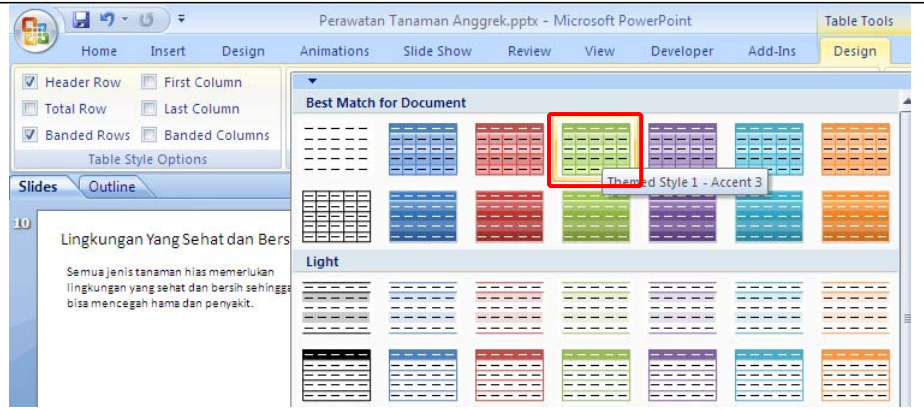 Perawatan Tanaman Anggrek.pptx - Microsoft PowerPoint
Table Tools
Home Insert Design Animations Slide Show Review View Developer Add-Ins Design
Header Row First Column
Total Row Last Column
Banded Rows Banded Columns
Table Style Options
Best Match for Document
Themed Style 1 - Accent 3
Light
Slides Outline
10
Lingkungan Yang Sehat dan Bers
Semua jenis tanaman hias memerlukan
lingkungan yang sehat dan bersih sehingga
bisa mencegah hama dan penyakit.